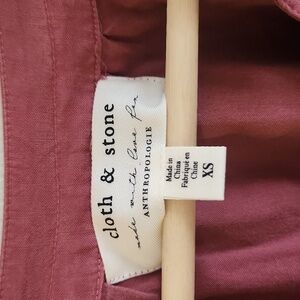 cloth & stone
made with love for
ANTHROPOLOGIE
Made in
China
Fabriqué en
Chine
XS